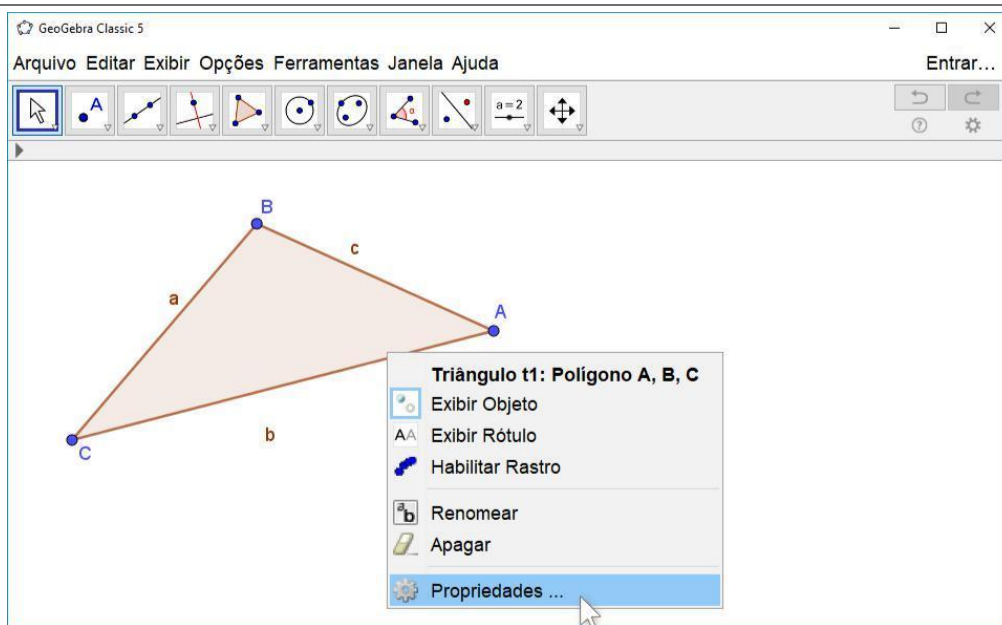 GeoGebra Classic 5
Arquivo Editar Exibir Opções Ferramentas Janela Ajuda Entrar...
A a=2
B
c
a
A
Triângulo t1: Polígono A, B, C
Exibir Objeto
AA Exibir Rótulo
Habilitar Rastro
b
C
ab Renomear
Apagar
Propriedades ...